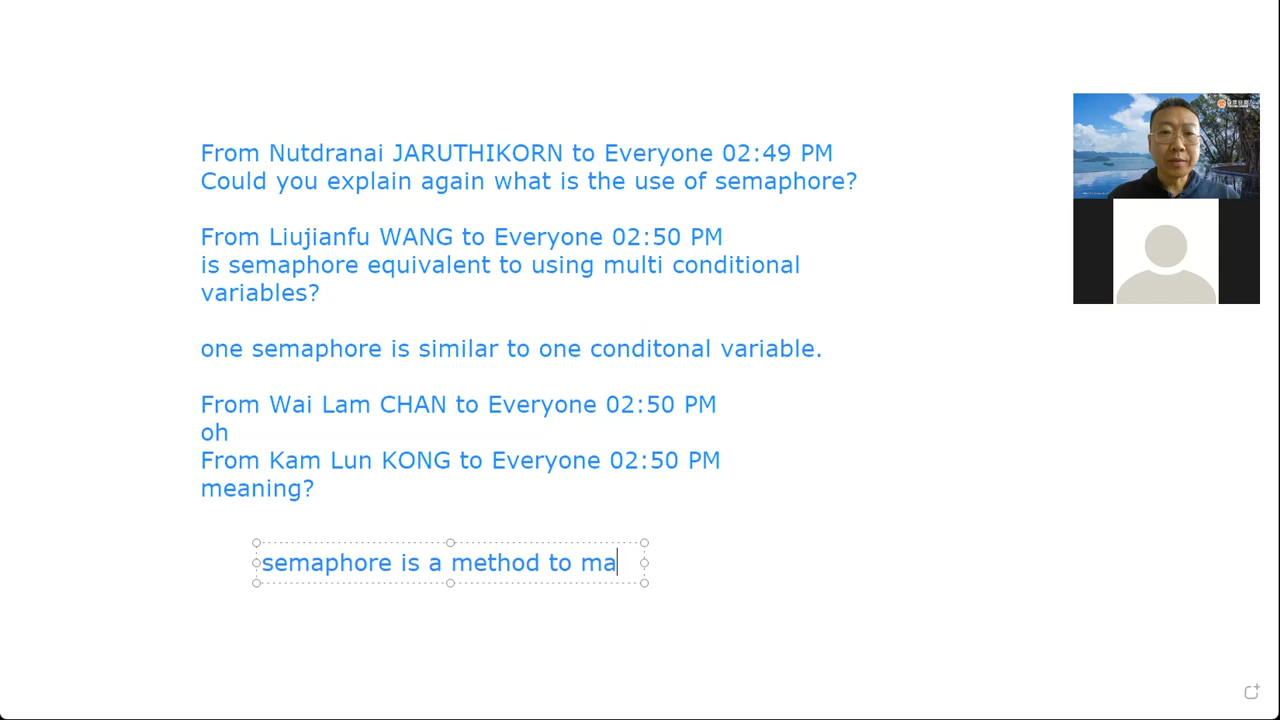 From Nutdranai JARUTHIKORN to Everyone 02:49 PM
Could you explain again what is the use of semaphore?
From Liujianfu WANG to Everyone 02:50 PM
is semaphore equivalent to using multi conditional
variables?
one semaphore is similar to one conditonal variable.
From Wai Lam CHAN to Everyone 02:50 PM
oh
From Kam Lun KONG to Everyone 02:50 PM
meaning?
semaphore is a method to ma